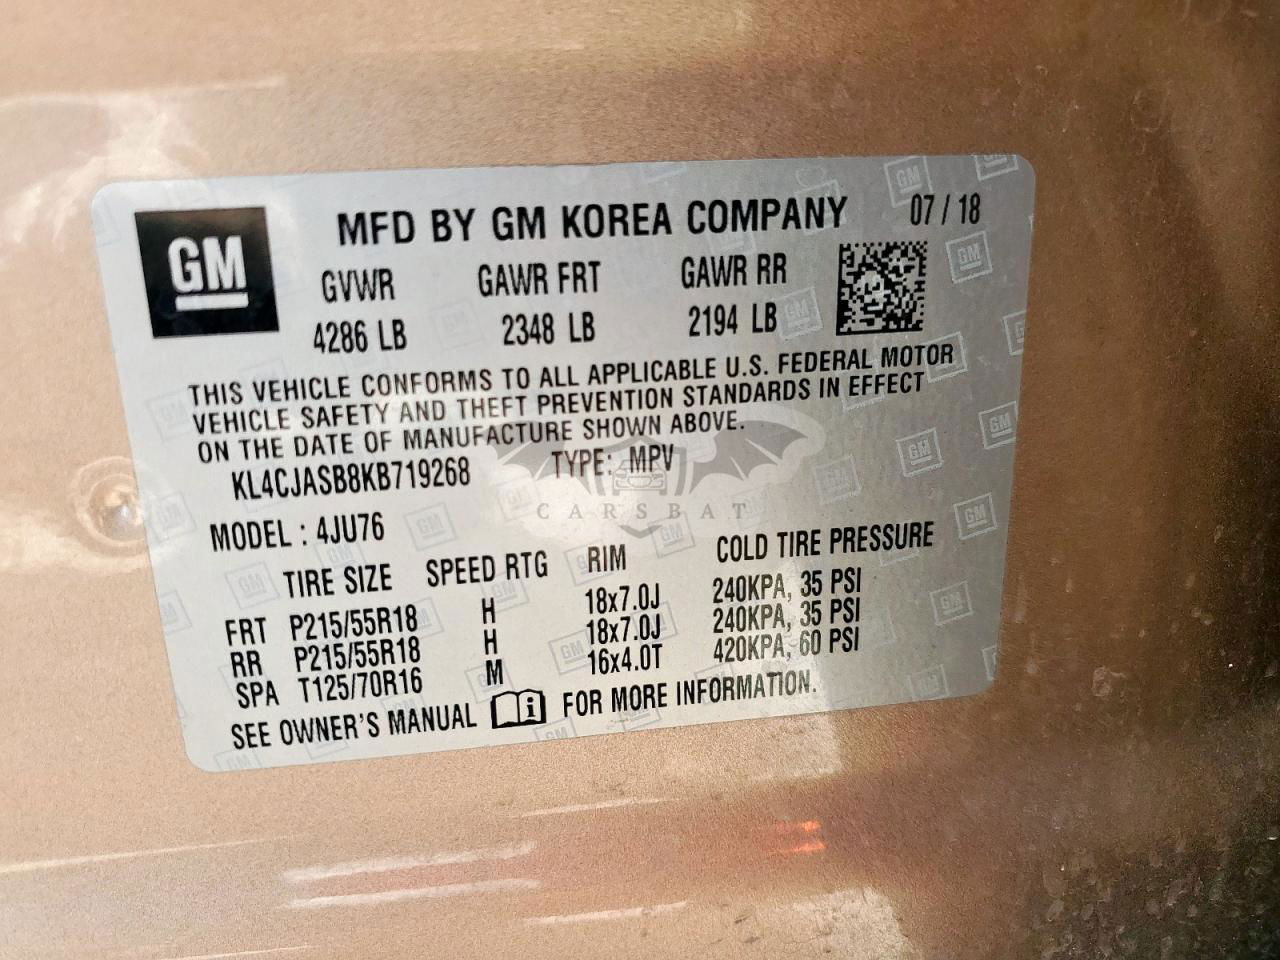 GM
MFD BY GM KOREA COMPANY 07 / 18
GVWR GAWR FRT GAWR RR
4286 LB 2348 LB 2194 LB
THIS VEHICLE CONFORMS TO ALL APPLICABLE U.S. FEDERAL MOTOR
VEHICLE SAFETY AND THEFT PREVENTION STANDARDS IN EFFECT
ON THE DATE OF MANUFACTURE SHOWN ABOVE.
KL4CJASB8KB719268 TYPE: MPV
CARSBAT
MODEL : 4JU76
TIRE SIZE SPEED RTG RIM COLD TIRE PRESSURE
FRT P215/55R18 H 18x7.0J 240KPA, 35 PSI
RR P215/55R18 H 18x7.0J 240KPA, 35 PSI
SPA T125/70R16 M 16x4.0T 420KPA, 60 PSI
SEE OWNER'S MANUAL i FOR MORE INFORMATION.